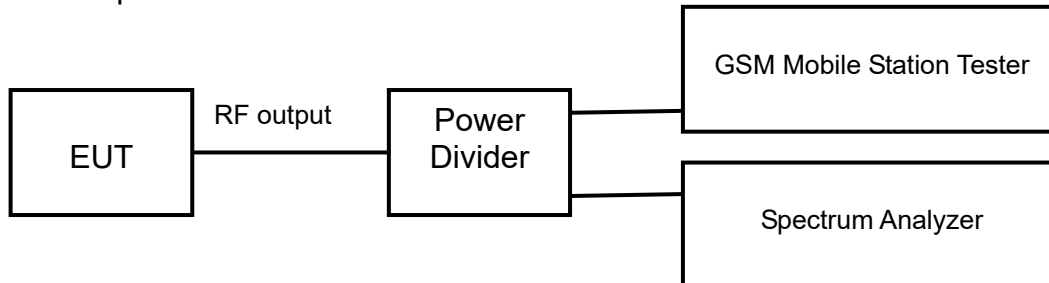 EUT
RF output
Power
Divider
GSM Mobile Station Tester
Spectrum Analyzer